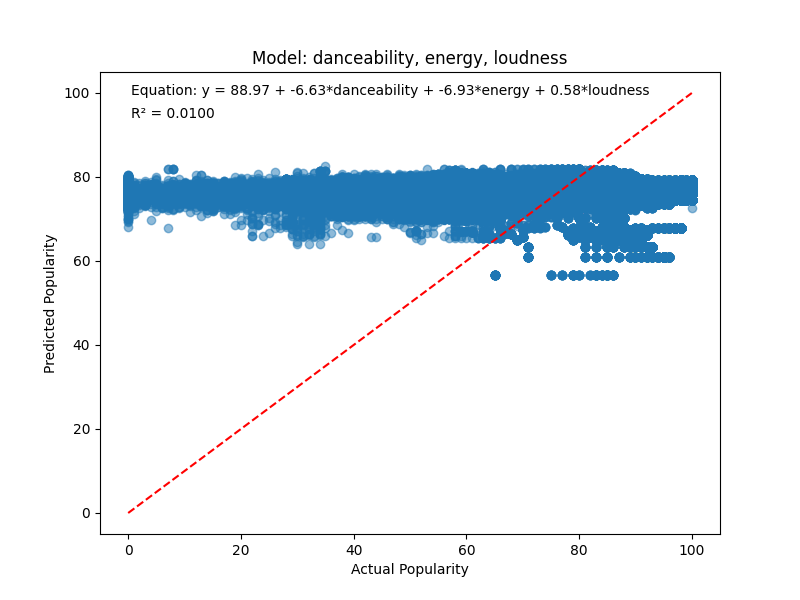 Model: danceability, energy, loudness
Equation: y = 88.97 + -6.63*danceability + -6.93*energy + 0.58*loudness
R² = 0.0100
100
80
60
40
20
0
Predicted Popularity
0 20 40 60 80 100
Actual Popularity